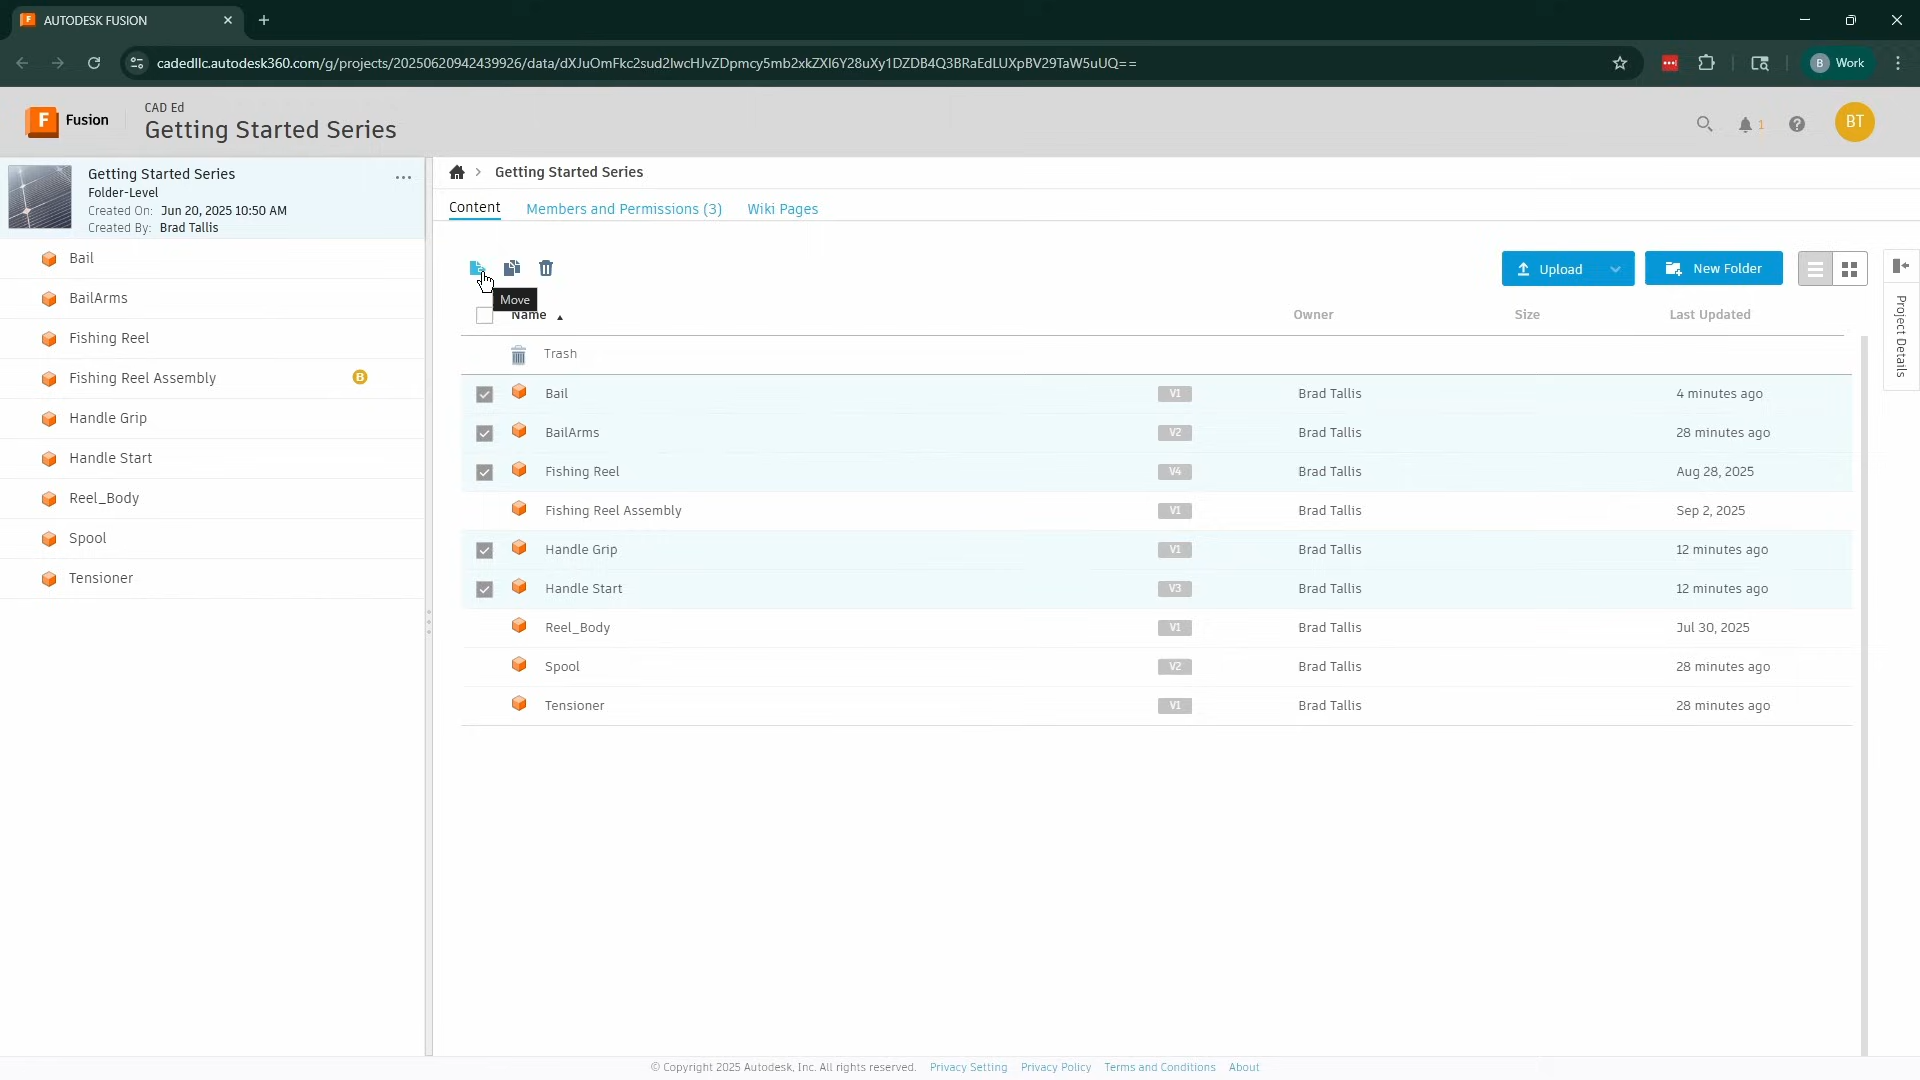 AUTODESK FUSION
cadedllc.autodesk360.com/g/projects/20250620942439926/data/dXJuOmFkc2sud2lwcHJvZDpmcy5mb2xkZXI6Y28uXy1DZDB4Q3BRaEdLUXpBV29TaW5uUQ==
B Work
F Fusion
CAD Ed
Getting Started Series
1
BT
Getting Started Series
Folder-Level
Created On: Jun 20, 2025 10:50 AM
Created By: Brad Tallis
Bail
BailArms
Fishing Reel
Fishing Reel Assembly B
Handle Grip
Handle Start
Reel_Body
Spool
Tensioner
Getting Started Series
Content Members and Permissions (3) Wiki Pages
Upload New Folder
Move
Name Owner Size Last Updated
Trash
Bail V1 Brad Tallis 4 minutes ago
BailArms V2 Brad Tallis 28 minutes ago
Fishing Reel V4 Brad Tallis Aug 28, 2025
Fishing Reel Assembly V1 Brad Tallis Sep 2, 2025
Handle Grip V1 Brad Tallis 12 minutes ago
Handle Start V3 Brad Tallis 12 minutes ago
Reel_Body V1 Brad Tallis Jul 30, 2025
Spool V2 Brad Tallis 28 minutes ago
Tensioner V1 Brad Tallis 28 minutes ago
Project Details
© Copyright 2025 Autodesk, Inc. All rights reserved. Privacy Setting Privacy Policy Terms and Conditions About